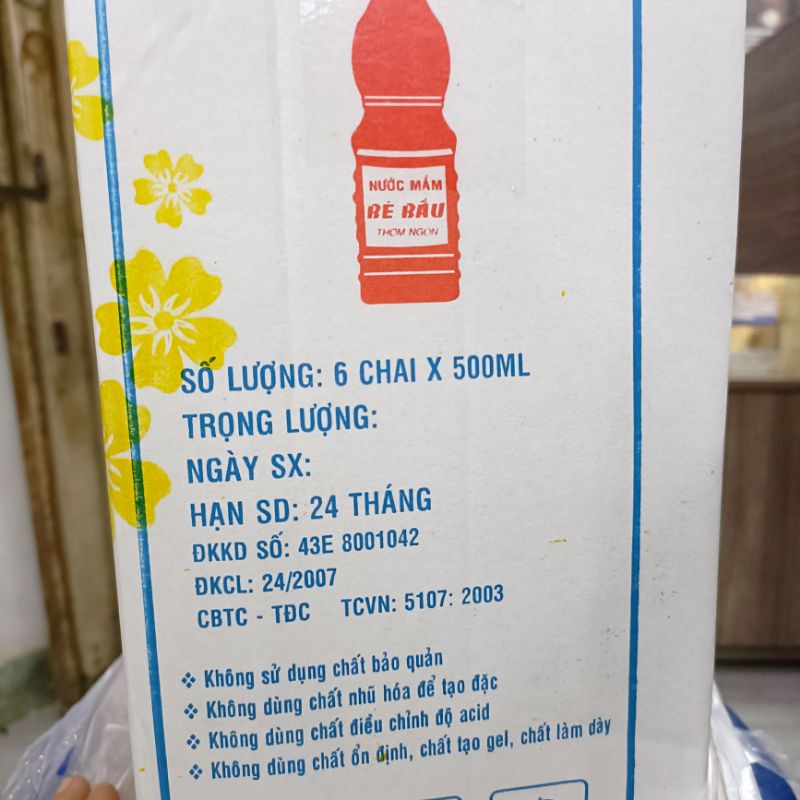 NƯỚC MẮM
BÉ BẦU
THƠM NGON
SỐ LƯỢNG: 6 CHAI X 500ML
TRỌNG LƯỢNG:
NGÀY SX:
HẠN SD: 24 THÁNG
ĐKKD SỐ: 43E 8001042
ĐKCL: 24/2007
CBTC - TĐC TCVN: 5107: 2003
❖ Không sử dụng chất bảo quản
❖ Không dùng chất nhũ hóa để tạo đặc
❖ Không dùng chất điều chỉnh độ acid
❖ Không dùng chất ổn định, chất tạo gel, chất làm dày